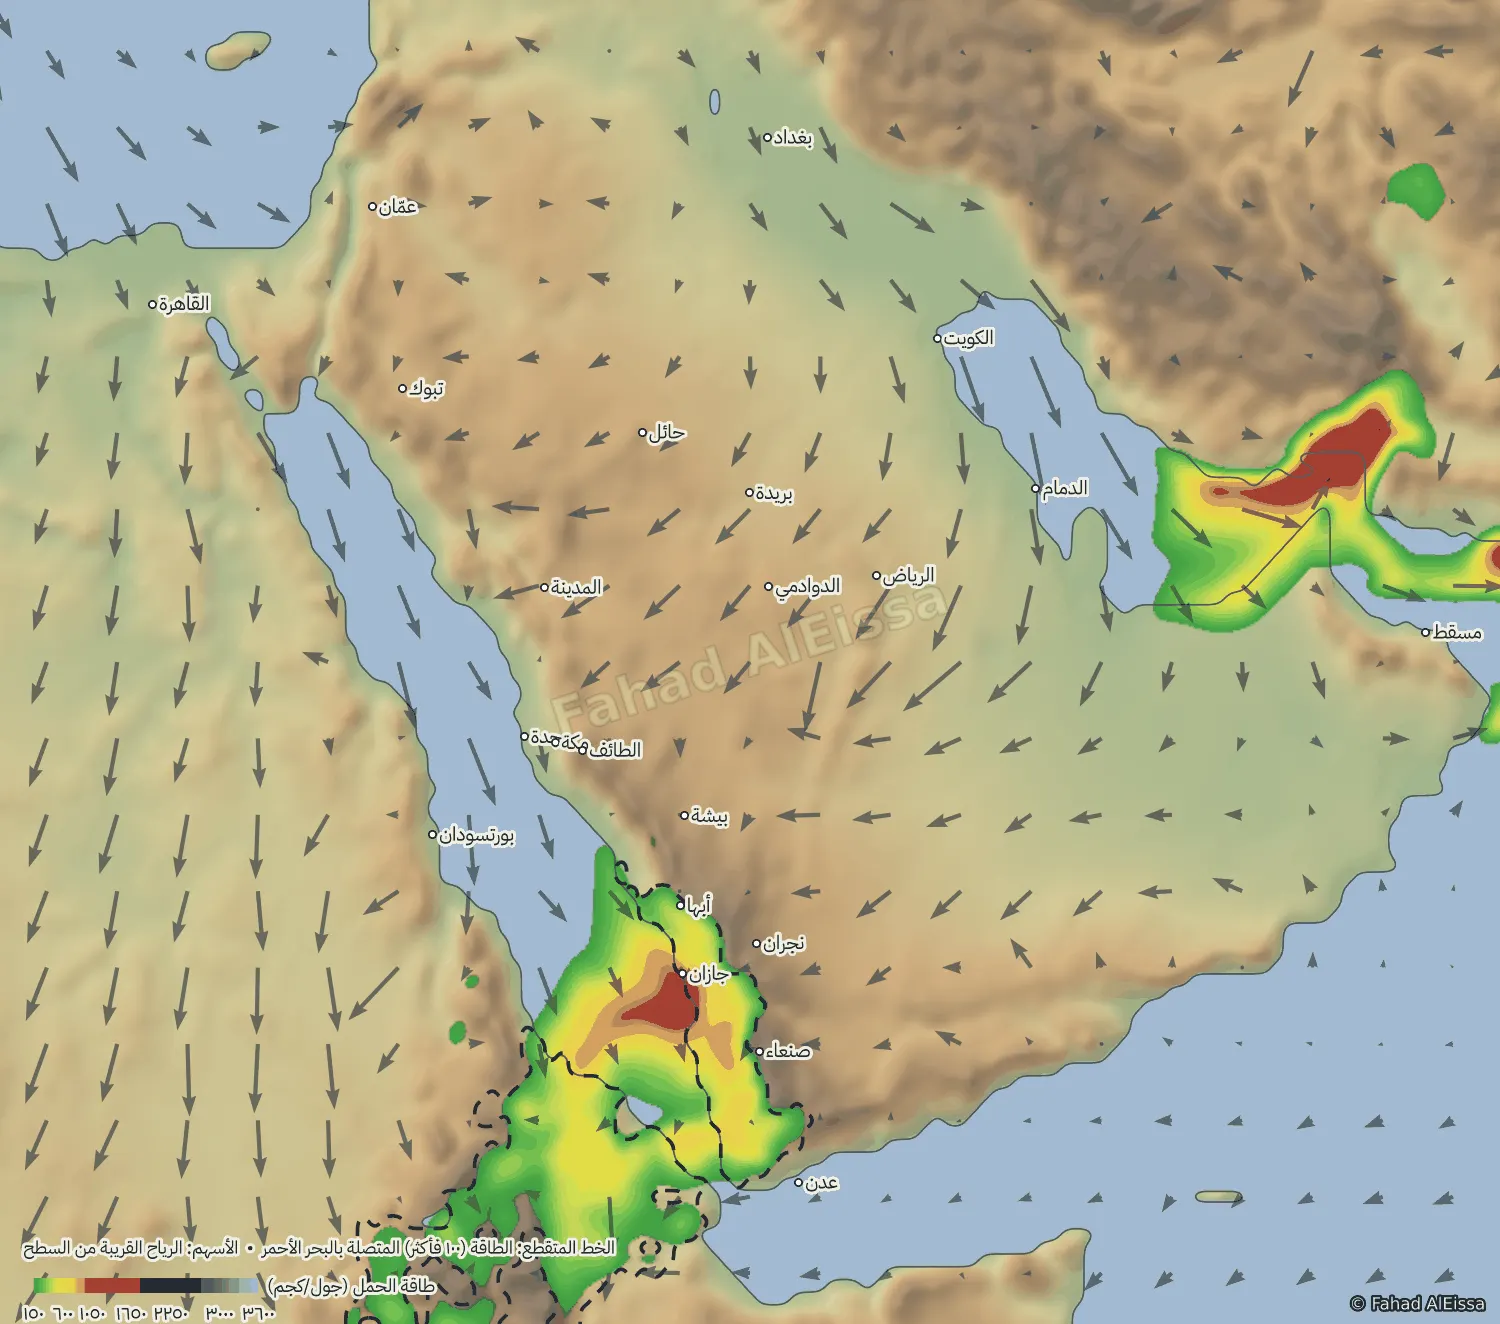 بغداد
عمّان
القاهرة
الكويت
تبوك
حائل
بريدة
الدمام
الرياض
الدوادمي
المدينة
مسقط
Fahad AlEissa
جدة
مكة
الطائف
بيشة
بورتسودان
أبها
نجران
جازان
صنعاء
عدن
الخط المتقطع: الطاقة (١٠٠ فأكثر) المتصلة بالبحر الأحمر • الأسهم: الرياح القريبة من السطح
طاقة الحمل (جول/كجم)
١٥٠ ٦٠٠ ١٠٥٠ ١٦٥٠ ٢٢٥٠ ٣٠٠٠ ٣٦٠٠
© Fahad AlEissa